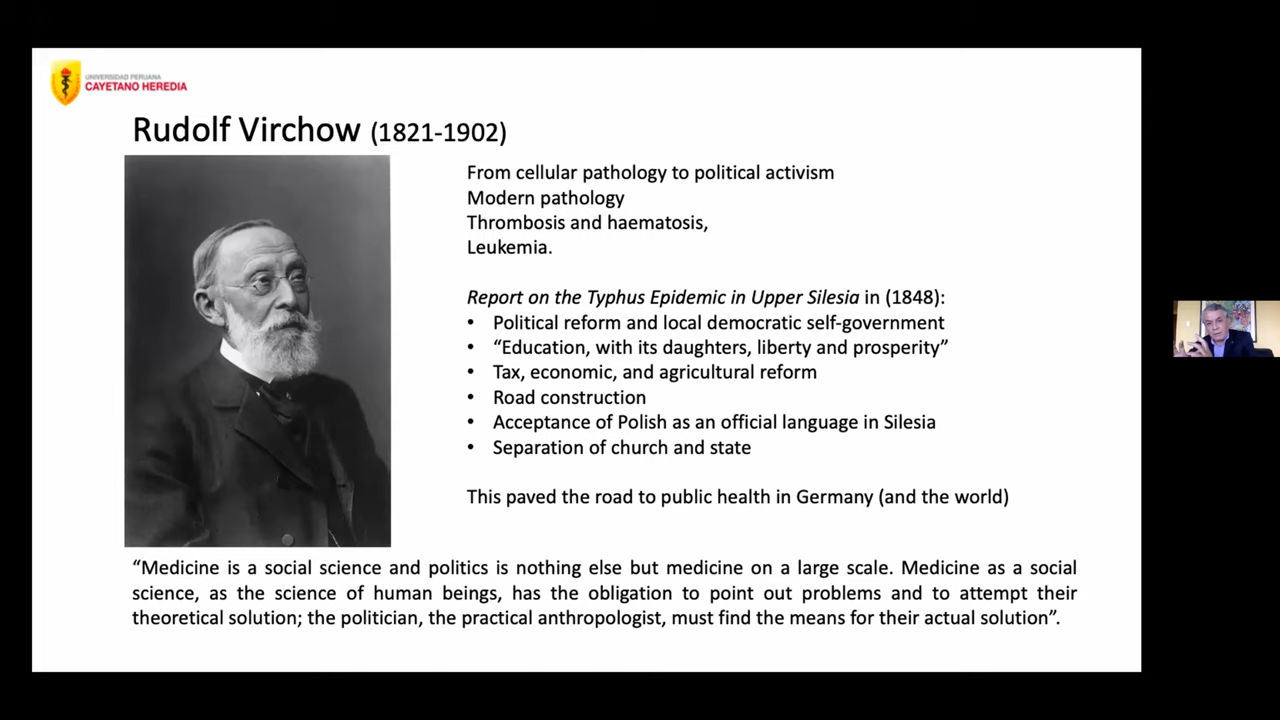 UNIVERSIDAD PERUANA
CAYETANO HEREDIA
Rudolf Virchow (1821-1902)
From cellular pathology to political activism
Modern pathology
Thrombosis and haematosis,
Leukemia.
Report on the Typhus Epidemic in Upper Silesia in (1848):
• Political reform and local democratic self-government
• “Education, with its daughters, liberty and prosperity”
• Tax, economic, and agricultural reform
• Road construction
• Acceptance of Polish as an official language in Silesia
• Separation of church and state
This paved the road to public health in Germany (and the world)
“Medicine is a social science and politics is nothing else but medicine on a large scale. Medicine as a social
science, as the science of human beings, has the obligation to point out problems and to attempt their
theoretical solution; the politician, the practical anthropologist, must find the means for their actual solution”.